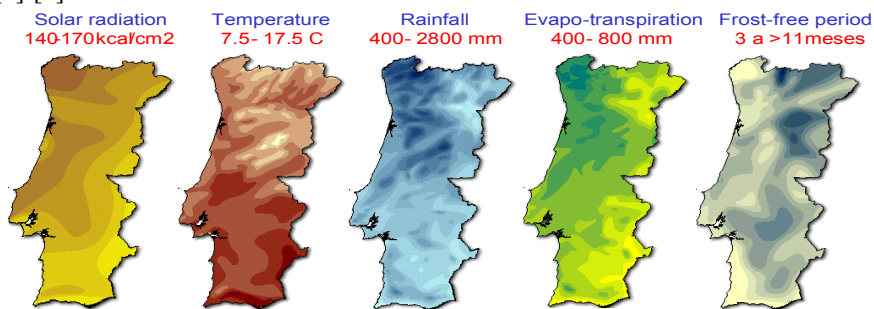 Solar radiation
140-170kcal/cm2
Temperature
7.5- 17.5 C
Rainfall
400- 2800 mm
Evapo-transpiration
400- 800 mm
Frost-free period
3 a >11meses